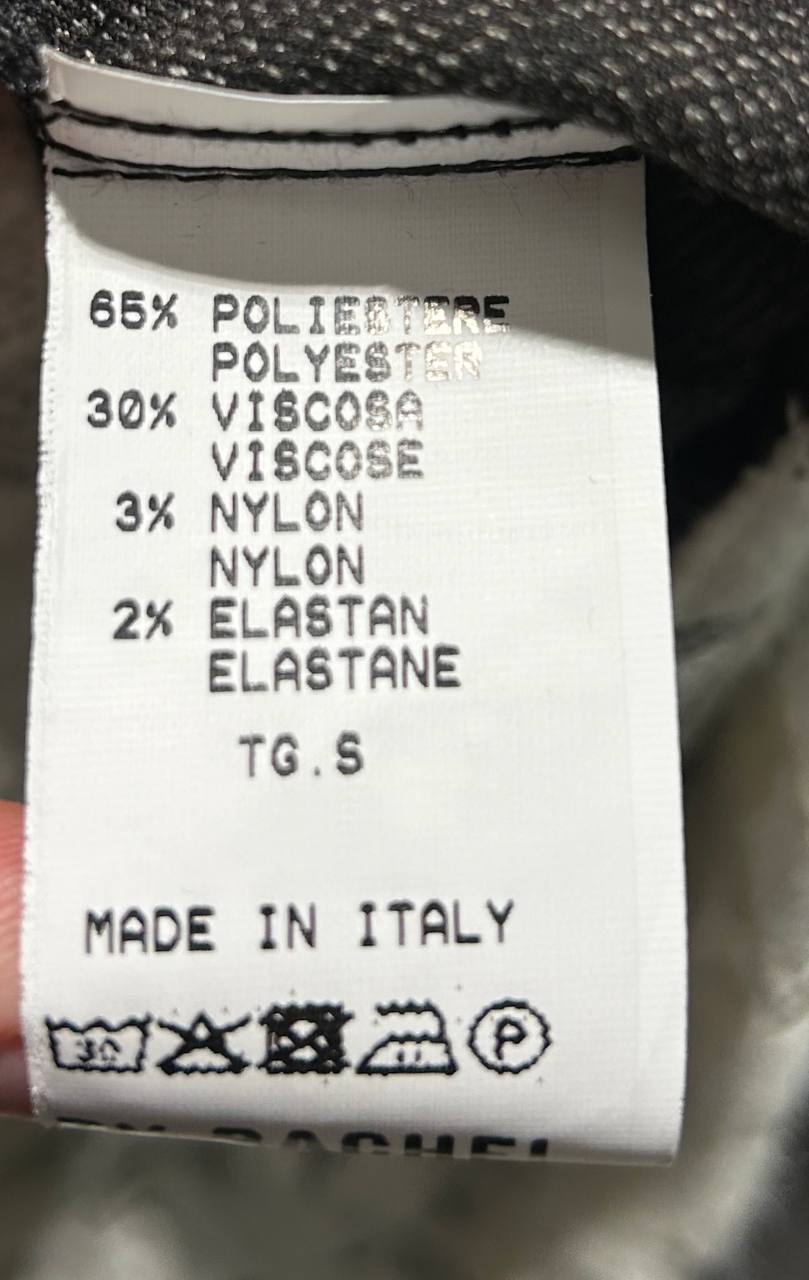 65% POLIESTERE
POLYESTER
30% VISCOSA
VISCOSE
3% NYLON
NYLON
2% ELASTAN
ELASTANE
TG.S
MADE IN ITALY
30 P